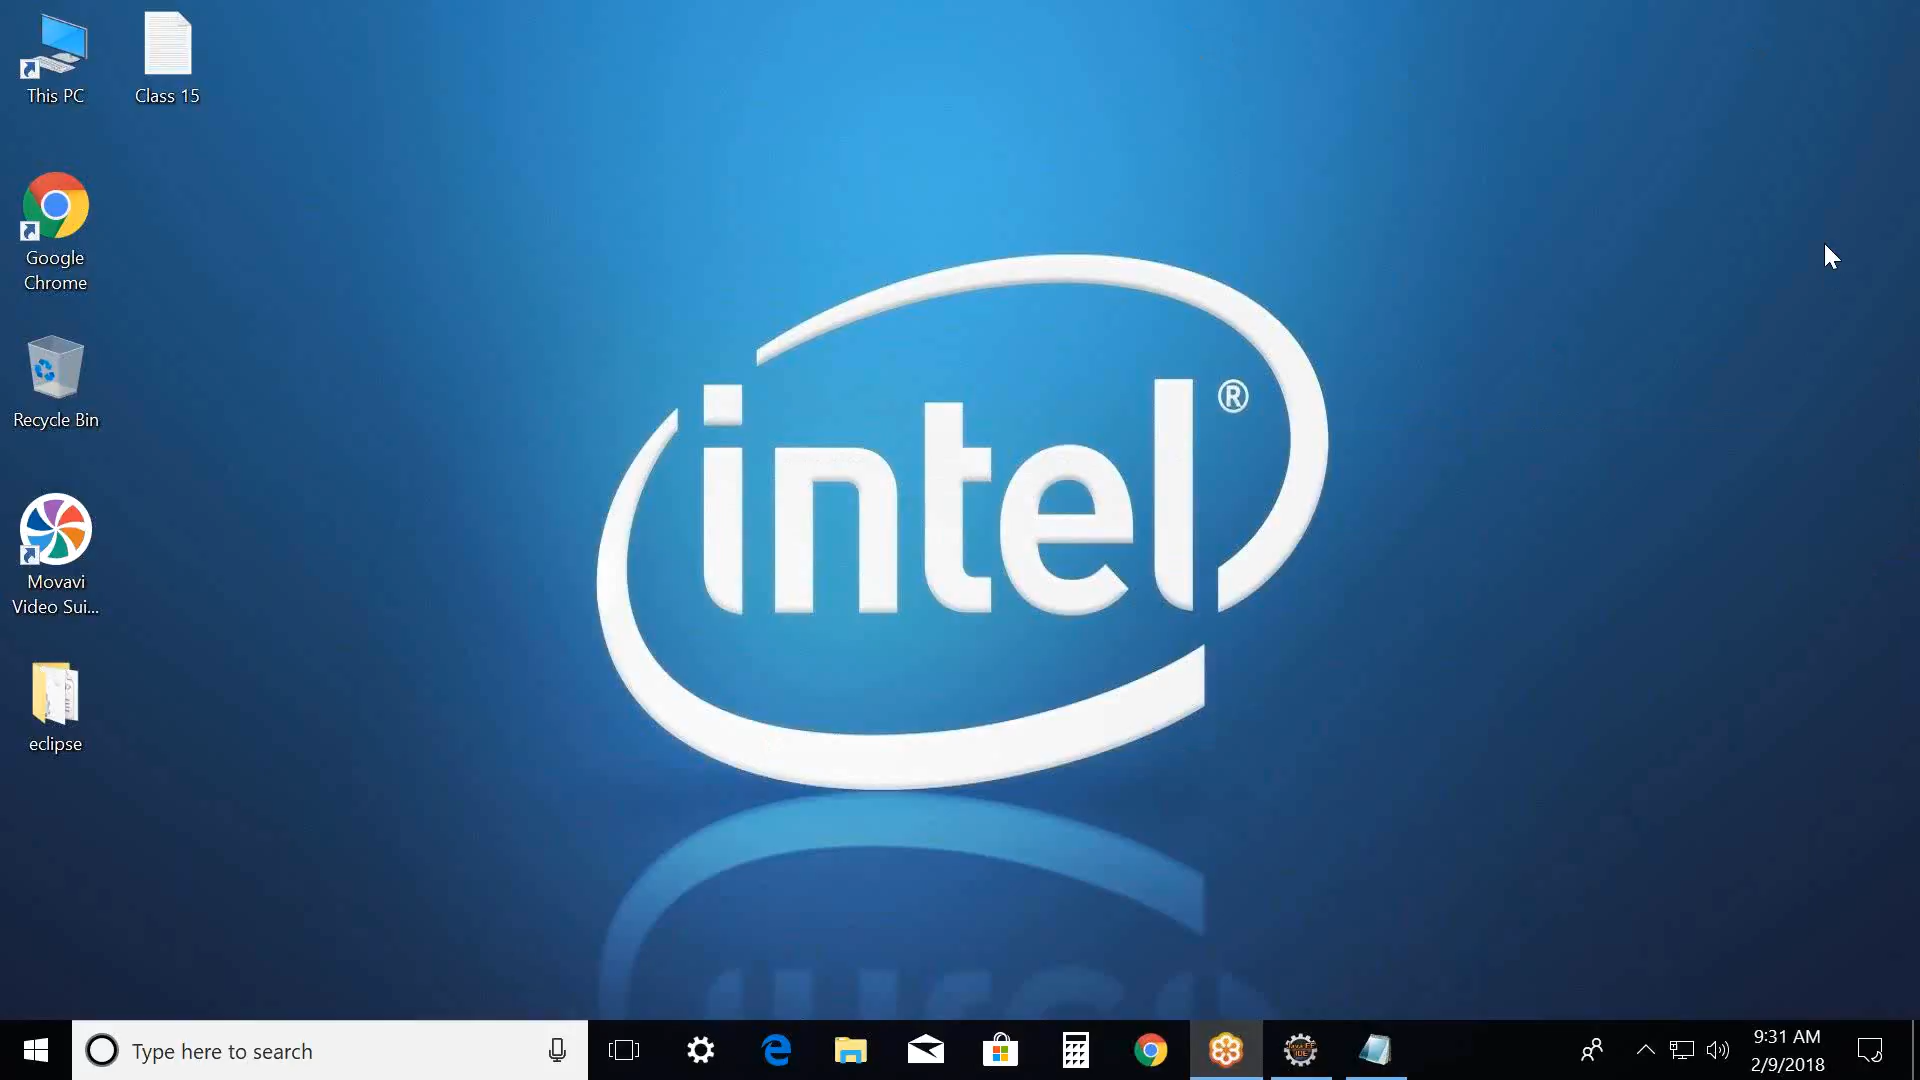 This PC
Class 15
Google
Chrome
Recycle Bin
Movavi
Video Sui...
eclipse
intel®
Type here to search
9:31 AM
2/9/2018